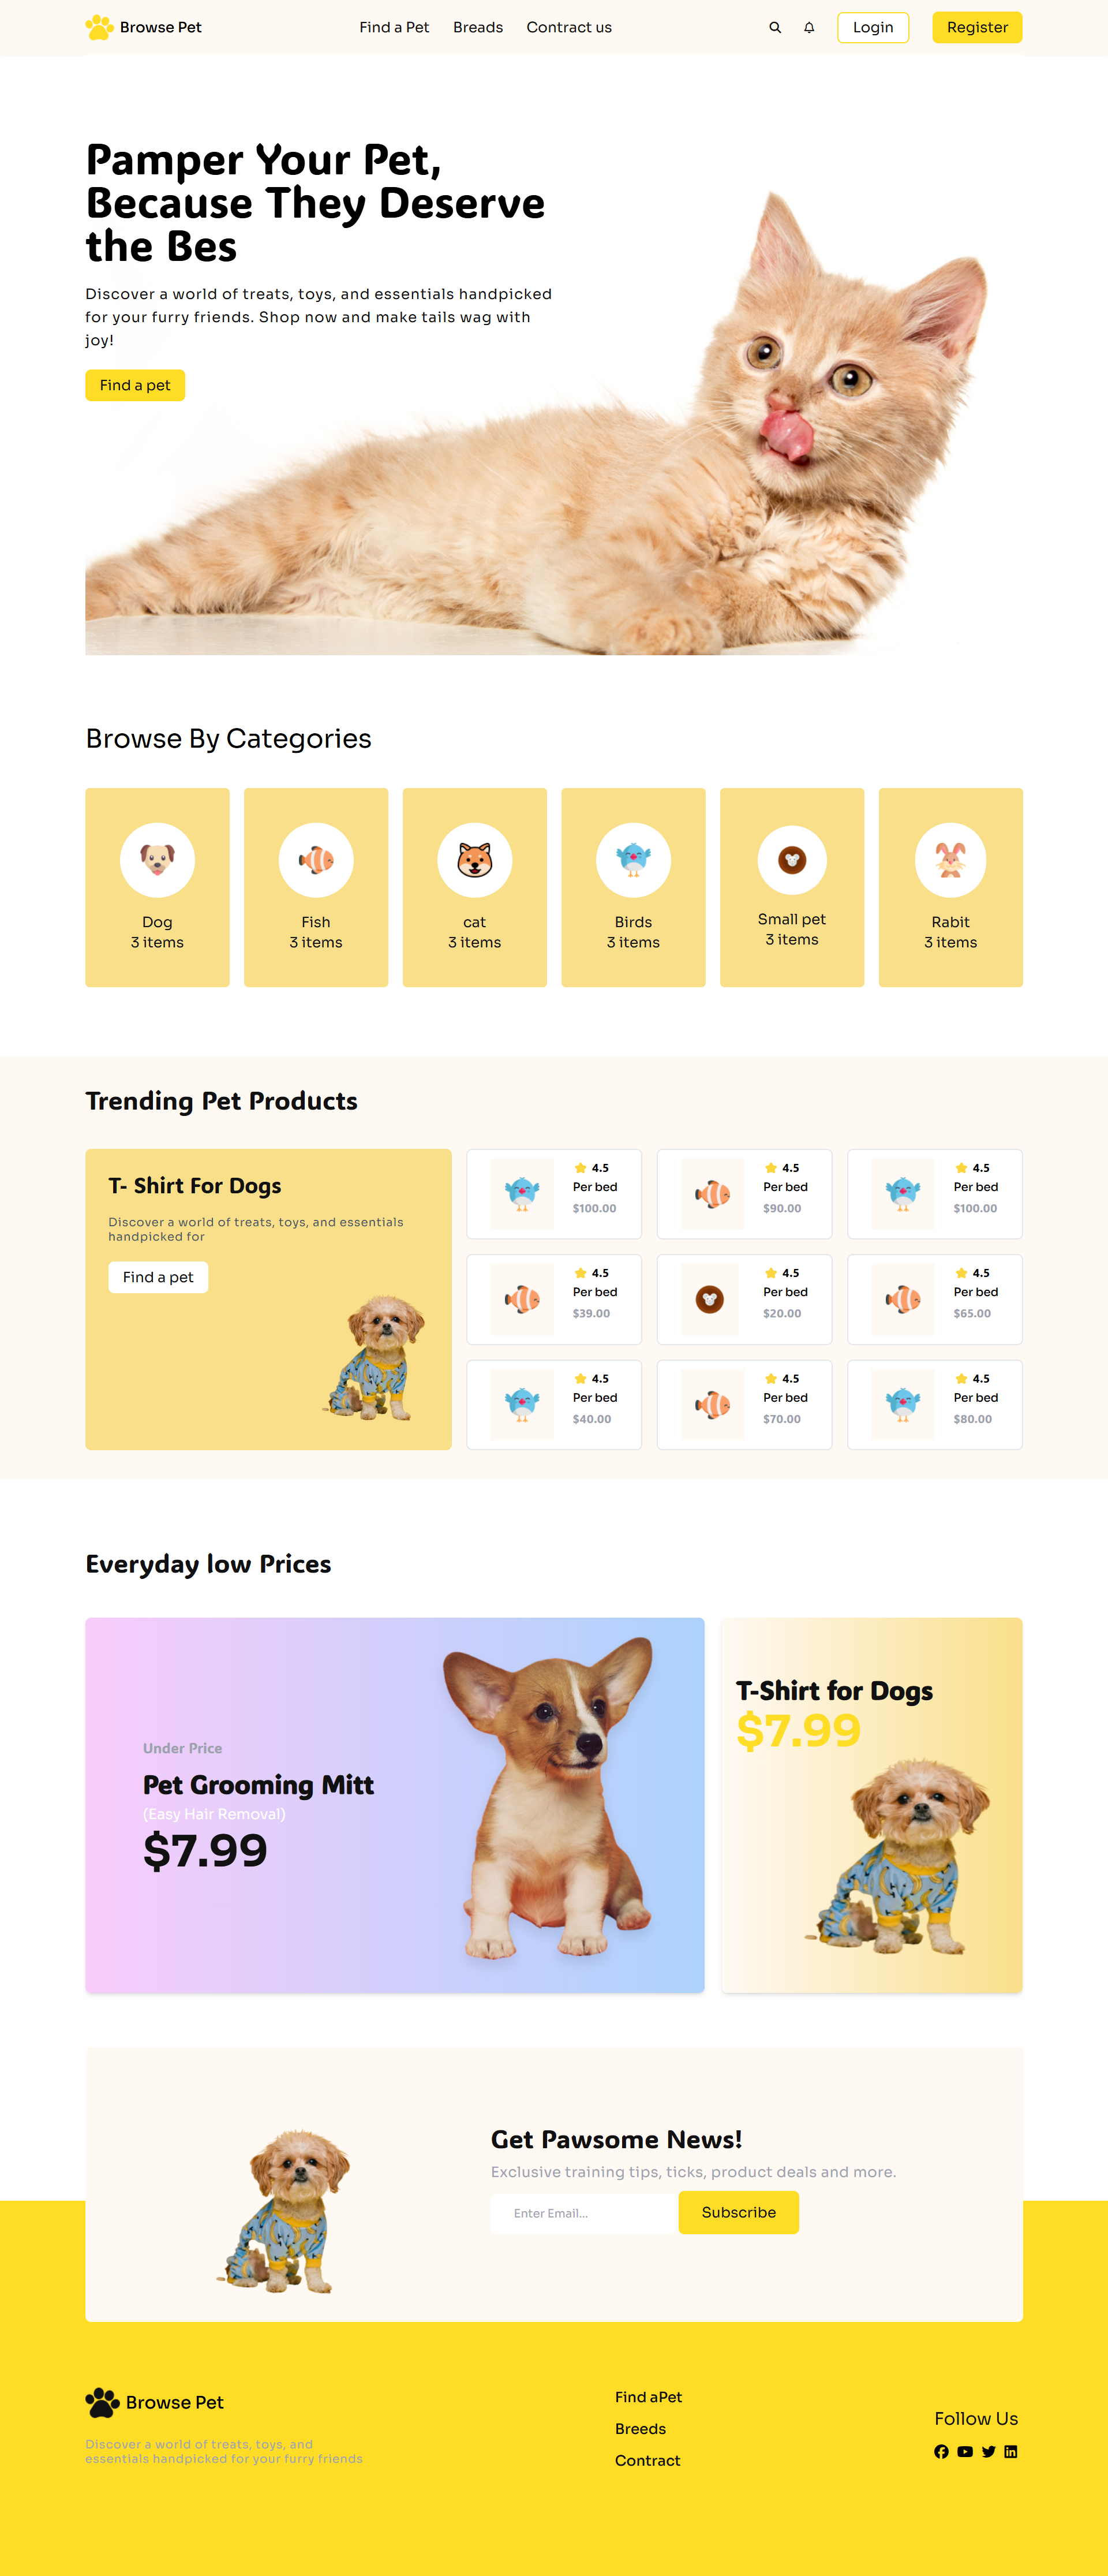 Browse Pet
Find a Pet
Breads
Contract us
Login
Register
Pamper Your Pet,
Because They Deserve
the Bes
Discover a world of treats, toys, and essentials handpicked
for your furry friends. Shop now and make tails wag with
joy!
Find a pet
Browse By Categories
Dog
3 items
Fish
3 items
cat
3 items
Birds
3 items
Small pet
3 items
Rabit
3 items
Trending Pet Products
T- Shirt For Dogs
Discover a world of treats, toys, and essentials
handpicked for
Find a pet
4.5
Per bed
$100.00
4.5
Per bed
$90.00
4.5
Per bed
$100.00
4.5
Per bed
$39.00
4.5
Per bed
$20.00
4.5
Per bed
$65.00
4.5
Per bed
$40.00
4.5
Per bed
$70.00
4.5
Per bed
$80.00
Everyday low Prices
Under Price
Pet Grooming Mitt
(Easy Hair Removal)
$7.99
T-Shirt for Dogs
$7.99
Get Pawsome News!
Exclusive training tips, ticks, product deals and more.
Enter Email...
Subscribe
Browse Pet
Discover a world of treats, toys, and
essentials handpicked for your furry friends
Find aPet
Breeds
Contract
Follow Us